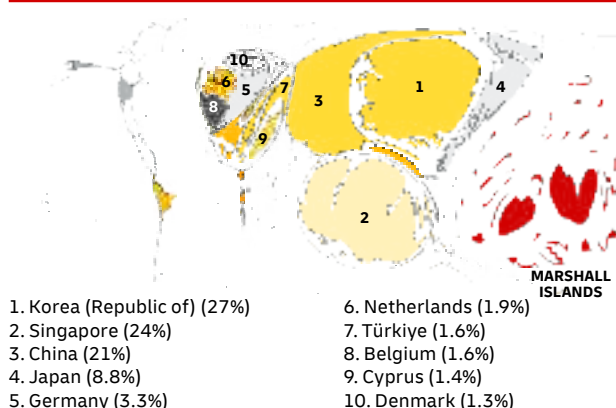 10
6
5
7
8
3
1
4
9
2
MARSHALL
ISLANDS
1. Korea (Republic of) (27%)
2. Singapore (24%)
3. China (21%)
4. Japan (8.8%)
5. Germany (3.3%)
6. Netherlands (1.9%)
7. Türkiye (1.6%)
8. Belgium (1.6%)
9. Cyprus (1.4%)
10. Denmark (1.3%)